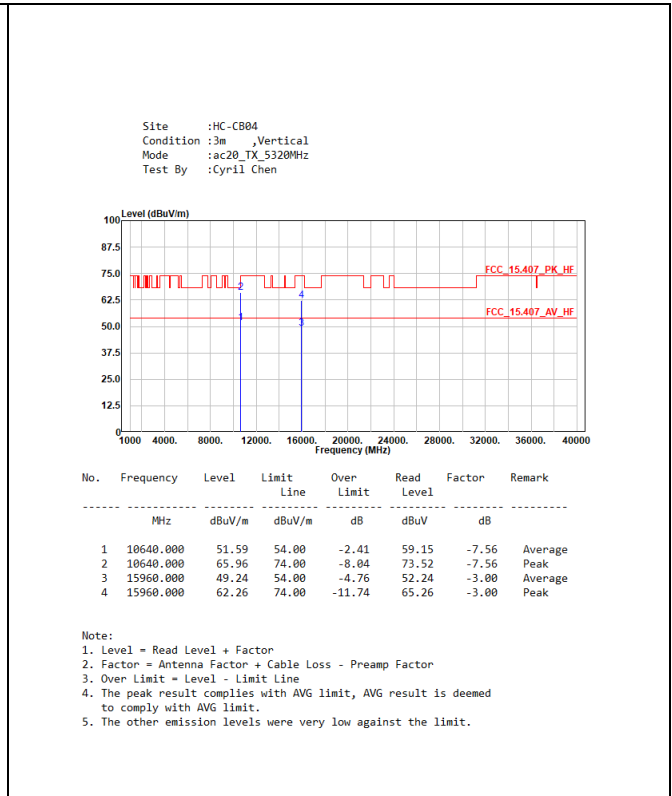 Site :HC-CB04
Condition :3m ,Vertical
Mode :ac20_TX_5320MHz
Test By :Cyril Chen
Level (dBuV/m)
100
87.5
75.0
62.5
50.0
37.5
25.0
12.5
0
FCC_15.407_PK_HF
FCC_15.407_AV_HF
2
4
1
3
1000 4000. 8000. 12000. 16000. 20000. 24000. 28000. 32000. 36000. 40000
Frequency (MHz)
No. Frequency Level Limit Over Read Factor Remark
Line Limit Level
------ ----------- --------- --------- --------- --------- --------- ---------
MHz dBuV/m dBuV/m dB dBuV dB
1 10640.000 51.59 54.00 -2.41 59.15 -7.56 Average
2 10640.000 65.96 74.00 -8.04 73.52 -7.56 Peak
3 15960.000 49.24 54.00 -4.76 52.24 -3.00 Average
4 15960.000 62.26 74.00 -11.74 65.26 -3.00 Peak
Note:
1. Level = Read Level + Factor
2. Factor = Antenna Factor + Cable Loss - Preamp Factor
3. Over Limit = Level - Limit Line
4. The peak result complies with AVG limit, AVG result is deemed
to comply with AVG limit.
5. The other emission levels were very low against the limit.